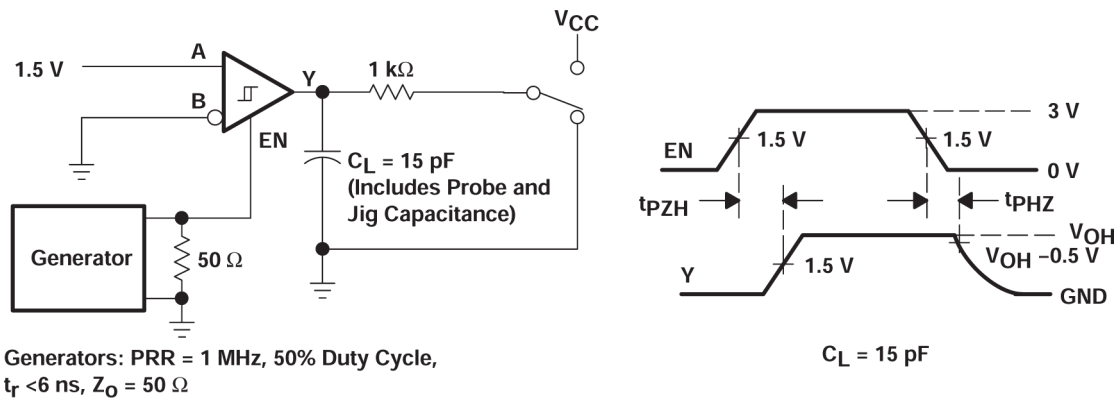 VCC
A
1.5 V
Y
1 kΩ
B
EN
CL = 15 pF
(Includes Probe and
Jig Capacitance)
Generator
50 Ω
Generators: PRR = 1 MHz, 50% Duty Cycle,
tr <6 ns, ZO = 50 Ω
3 V
1.5 V
1.5 V
EN
0 V
tPZH
tPHZ
VOH
VOH –0.5 V
1.5 V
Y
GND
CL = 15 pF